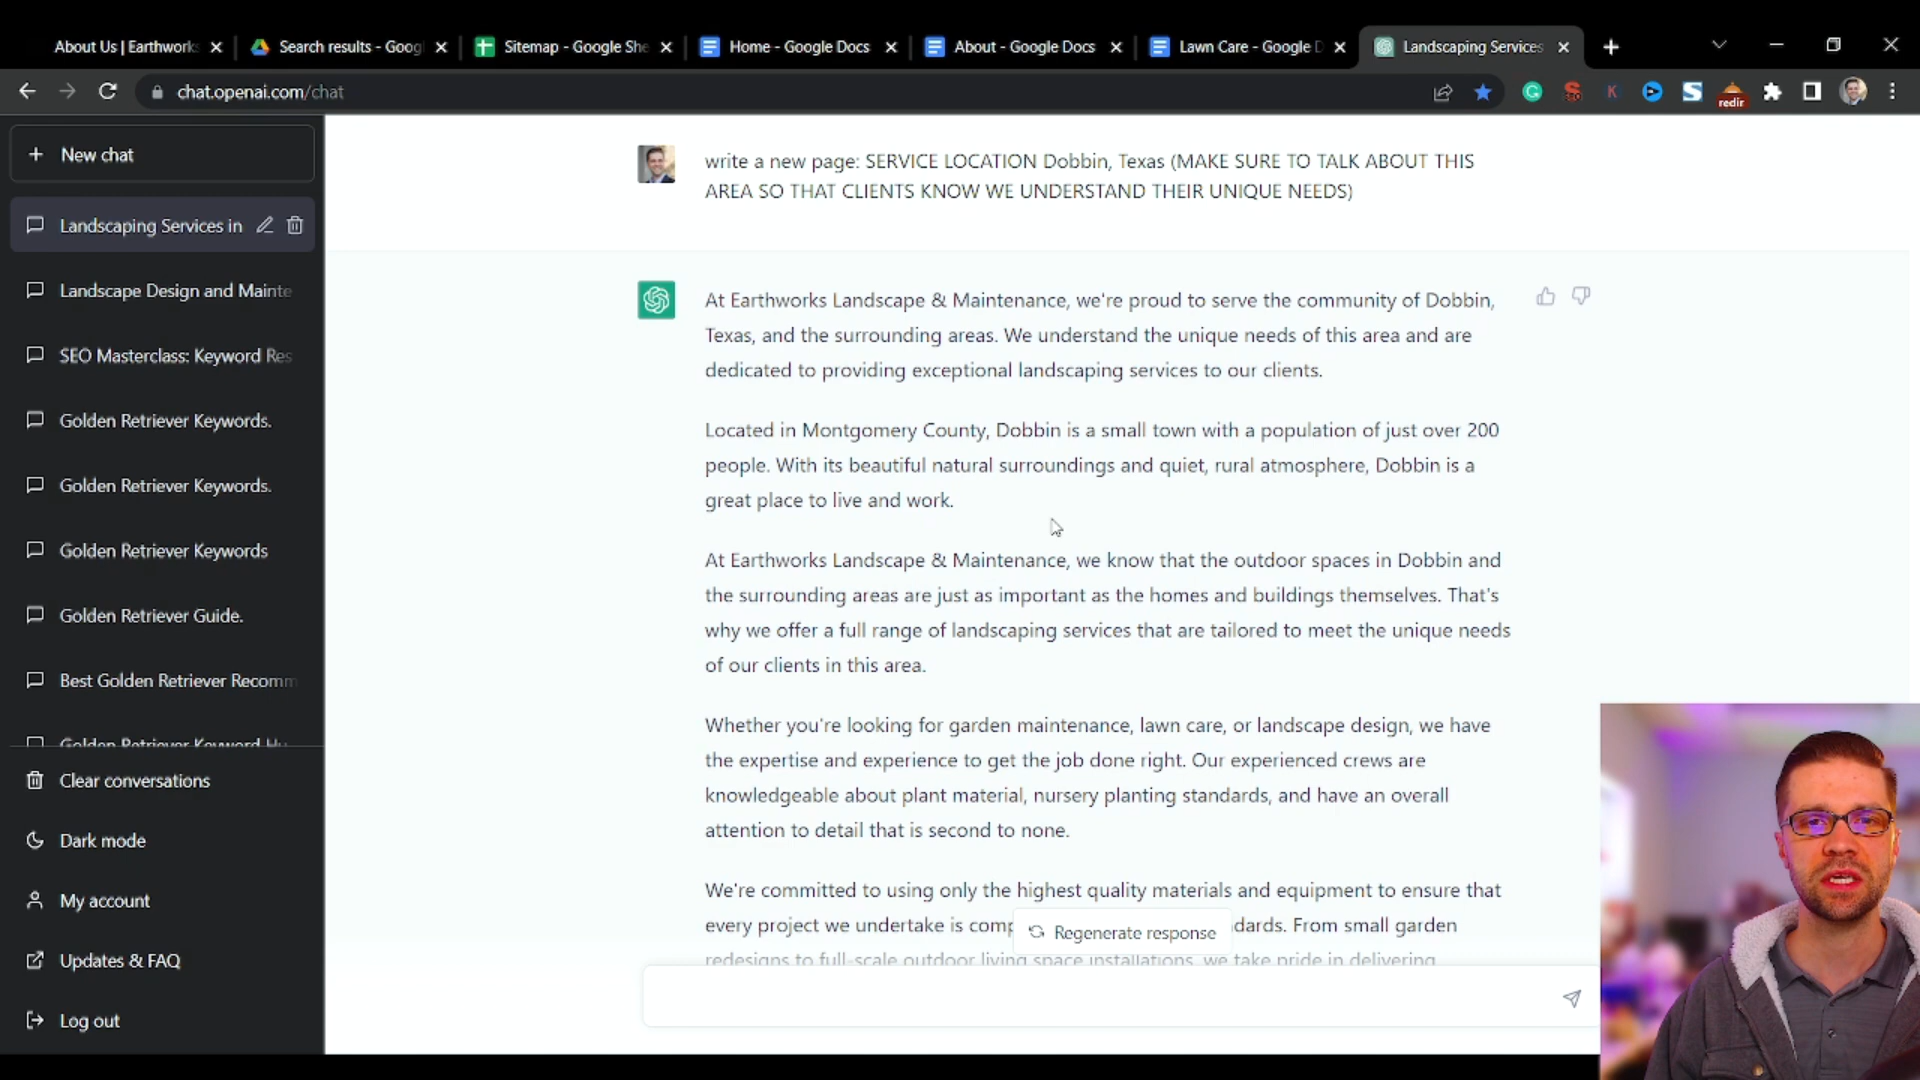 About Us | Earthworks
Search results - Goog
Sitemap - Google She
Home - Google Docs
About - Google Docs
Lawn Care - Google D
Landscaping Services
chat.openai.com/chat
redir
New chat
Landscaping Services in
Landscape Design and Mainte
SEO Masterclass: Keyword Res
Golden Retriever Keywords.
Golden Retriever Keywords.
Golden Retriever Keywords
Golden Retriever Guide.
Best Golden Retriever Recomm
Golden Retriever Keyword Hu
Clear conversations
Dark mode
My account
Updates & FAQ
Log out
write a new page: SERVICE LOCATION Dobbin, Texas (MAKE SURE TO TALK ABOUT THIS
AREA SO THAT CLIENTS KNOW WE UNDERSTAND THEIR UNIQUE NEEDS)
At Earthworks Landscape & Maintenance, we're proud to serve the community of Dobbin,
Texas, and the surrounding areas. We understand the unique needs of this area and are
dedicated to providing exceptional landscaping services to our clients.
Located in Montgomery County, Dobbin is a small town with a population of just over 200
people. With its beautiful natural surroundings and quiet, rural atmosphere, Dobbin is a
great place to live and work.
At Earthworks Landscape & Maintenance, we know that the outdoor spaces in Dobbin and
the surrounding areas are just as important as the homes and buildings themselves. That's
why we offer a full range of landscaping services that are tailored to meet the unique needs
of our clients in this area.
Whether you're looking for garden maintenance, lawn care, or landscape design, we have
the expertise and experience to get the job done right. Our experienced crews are
knowledgeable about plant material, nursery planting standards, and have an overall
attention to detail that is second to none.
We're committed to using only the highest quality materials and equipment to ensure that
every project we undertake is comp dards. From small garden
Regenerate response
redesigns to full-scale outdoor living space installations, we take pride in delivering